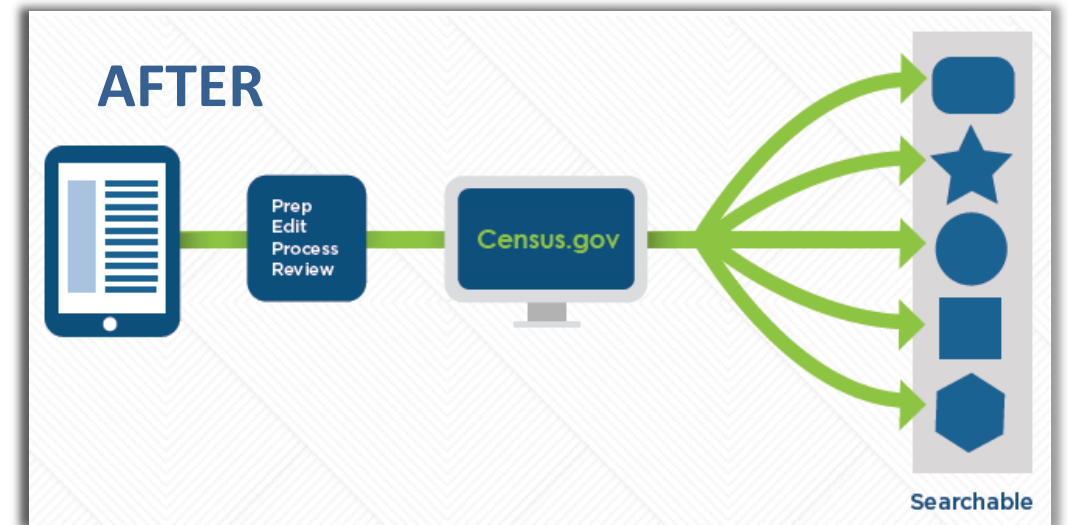 AFTER
Prep
Edit
Process
Review
Census.gov
Searchable